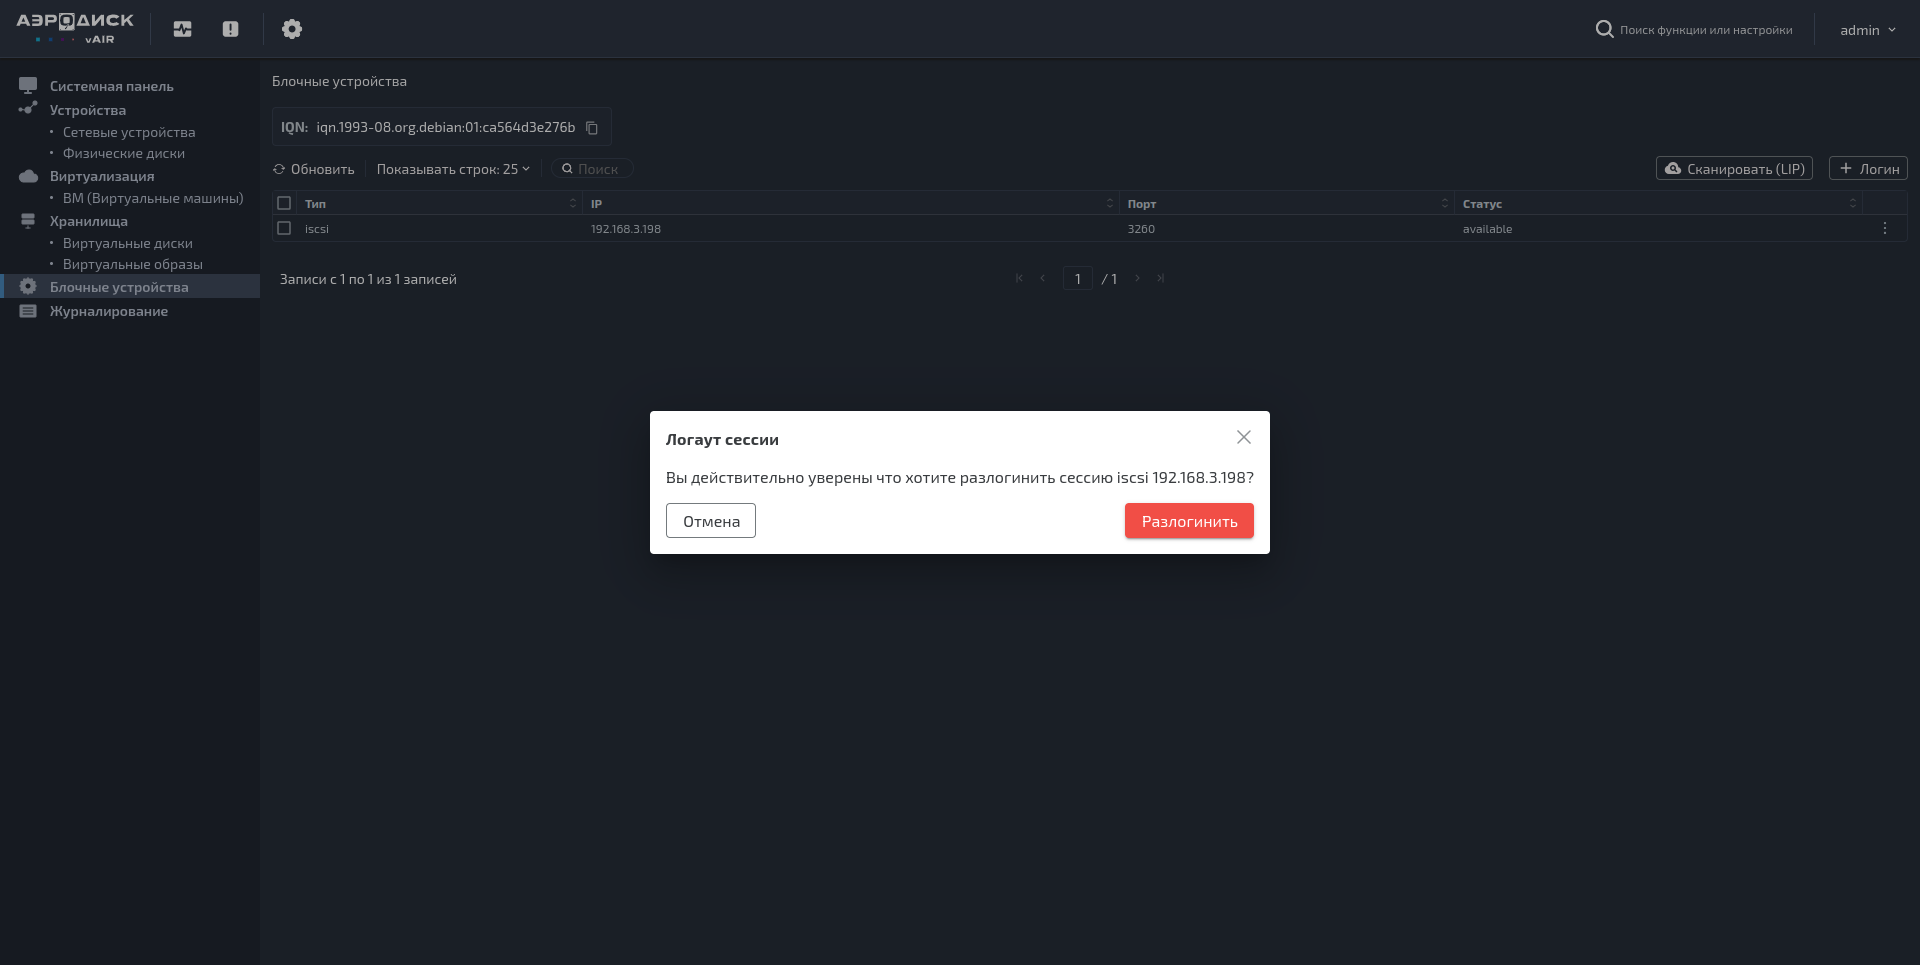 АЭРОДИСК
vAIR
Поиск функции или настройки
admin
Системная панель
Устройства
• Сетевые устройства
• Физические диски
Виртуализация
• ВМ (Виртуальные машины)
Хранилища
• Виртуальные диски
• Виртуальные образы
Блочные устройства
Журналирование
Блочные устройства
IQN: iqn.1993-08.org.debian:01:ca564d3e276b
Обновить Показывать строк: 25 Поиск Сканировать (LIP) + Логин
Тип IP Порт Статус
iscsi 192.168.3.198 3260 available
Записи с 1 по 1 из 1 записей 1 / 1
Логаут сессии
Вы действительно уверены что хотите разлогинить сессию iscsi 192.168.3.198?
Отмена Разлогинить